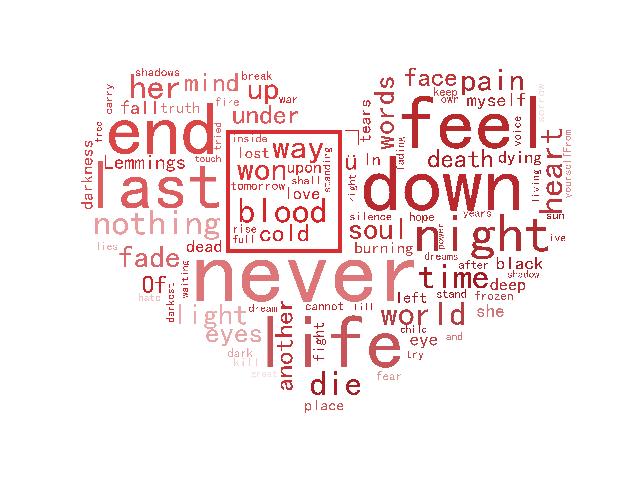 shadows
break
her
mind
up
face
pain
carry
keep
own
myself
sorrow
fall
truth
fire
war
words
under
tears
voice
free
tried
end
feel
inside
way
lost
won
upon
shall
standing
tomorrow
love
blood
rise
cold
full
ü
In
fading
death
dying
heart
yourselfFrom
darkness
Lemmings
touch
last
right
down
living
nothing
silence
hope
years
sun
soul
night
power
ive
lies
fade
dead
burning
dreams
after
black
shadow
Of
waiting
never
time
deep
hate
darkest
left
stand
frozen
light
dream
cannot
till
world
she
eyes
another
fight
life
eye
child
try
and
dark
kill
great
die
fear
place